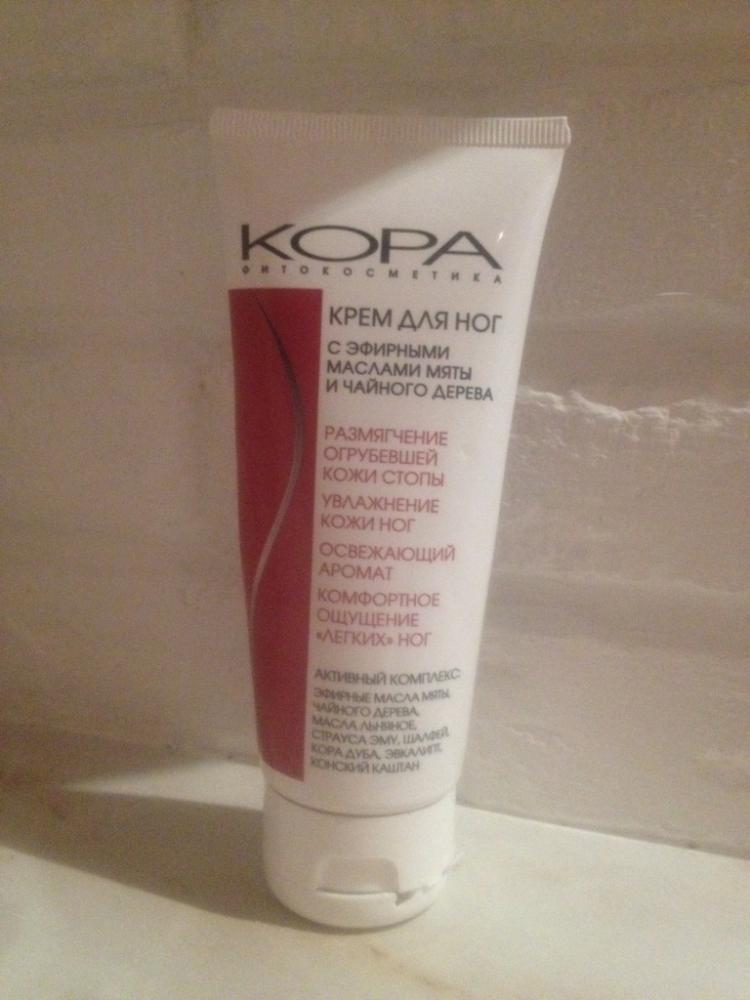 КОРА
ФИТОКОСМЕТИКА
КРЕМ ДЛЯ НОГ
С ЭФИРНЫМИ
МАСЛАМИ МЯТЫ
И ЧАЙНОГО ДЕРЕВА
РАЗМЯГЧЕНИЕ
ОГРУБЕВШЕЙ
КОЖИ СТОПЫ
УВЛАЖНЕНИЕ
КОЖИ НОГ
ОСВЕЖАЮЩИЙ
АРОМАТ
КОМФОРТНОЕ
ОЩУЩЕНИЕ
«ЛЕГКИХ» НОГ
АКТИВНЫЙ КОМПЛЕКС
ЭФИРНЫЕ МАСЛА МЯТЫ,
ЧАЙНОГО ДЕРЕВА,
МАСЛА ЛЬНЯНОЕ,
СТРАУСА ЭМУ, ШАЛФЕЙ,
КОРА ДУБА, ЭВКАЛИПТ,
КОНСКИЙ КАШТАН